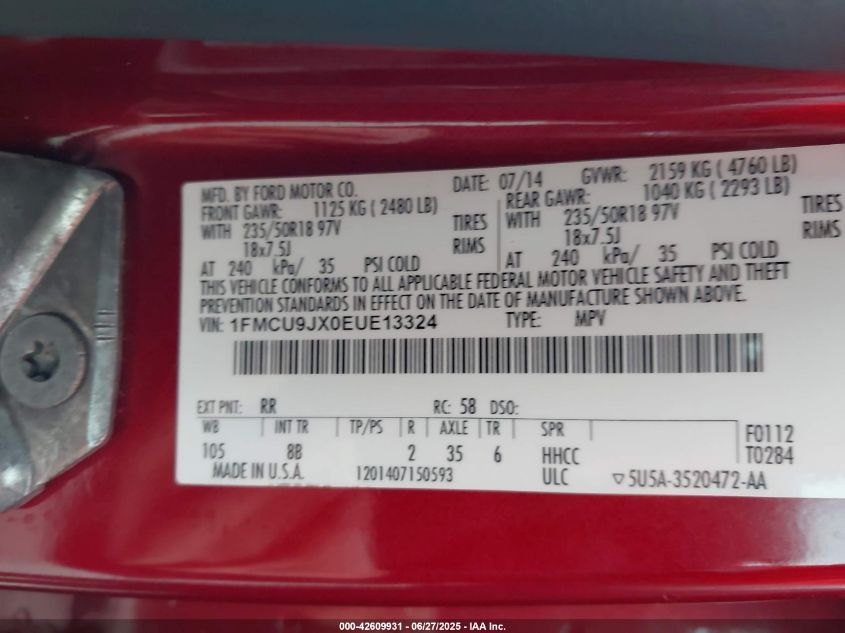 MFD. BY FORD MOTOR CO. DATE: 07/14 GVWR: 2159 KG ( 4760 LB)
FRONT GAWR: 1125 KG ( 2480 LB) REAR GAWR: 1040 KG ( 2293 LB)
WITH 235/50R18 97V TIRES WITH 235/50R18 97V TIRES
18x7.5J RIMS 18x7.5J RIMS
AT 240 kPa/ 35 PSI COLD AT 240 kPa/ 35 PSI COLD
THIS VEHICLE CONFORMS TO ALL APPLICABLE FEDERAL MOTOR VEHICLE SAFETY AND THEFT
PREVENTION STANDARDS IN EFFECT ON THE DATE OF MANUFACTURE SHOWN ABOVE.
VIN: 1FMCU9JX0EUE13324 TYPE: MPV
EXT PNT: RR RC: 58 DSO:
WB INT TR TP/PS R AXLE TR SPR F0112
105 8B 2 35 6 HHCC T0284
MADE IN U.S.A. 1201407150593 ULC ▽5U5A-3520472-AA
000-42609931 - 06/27/2025 - IAA Inc.